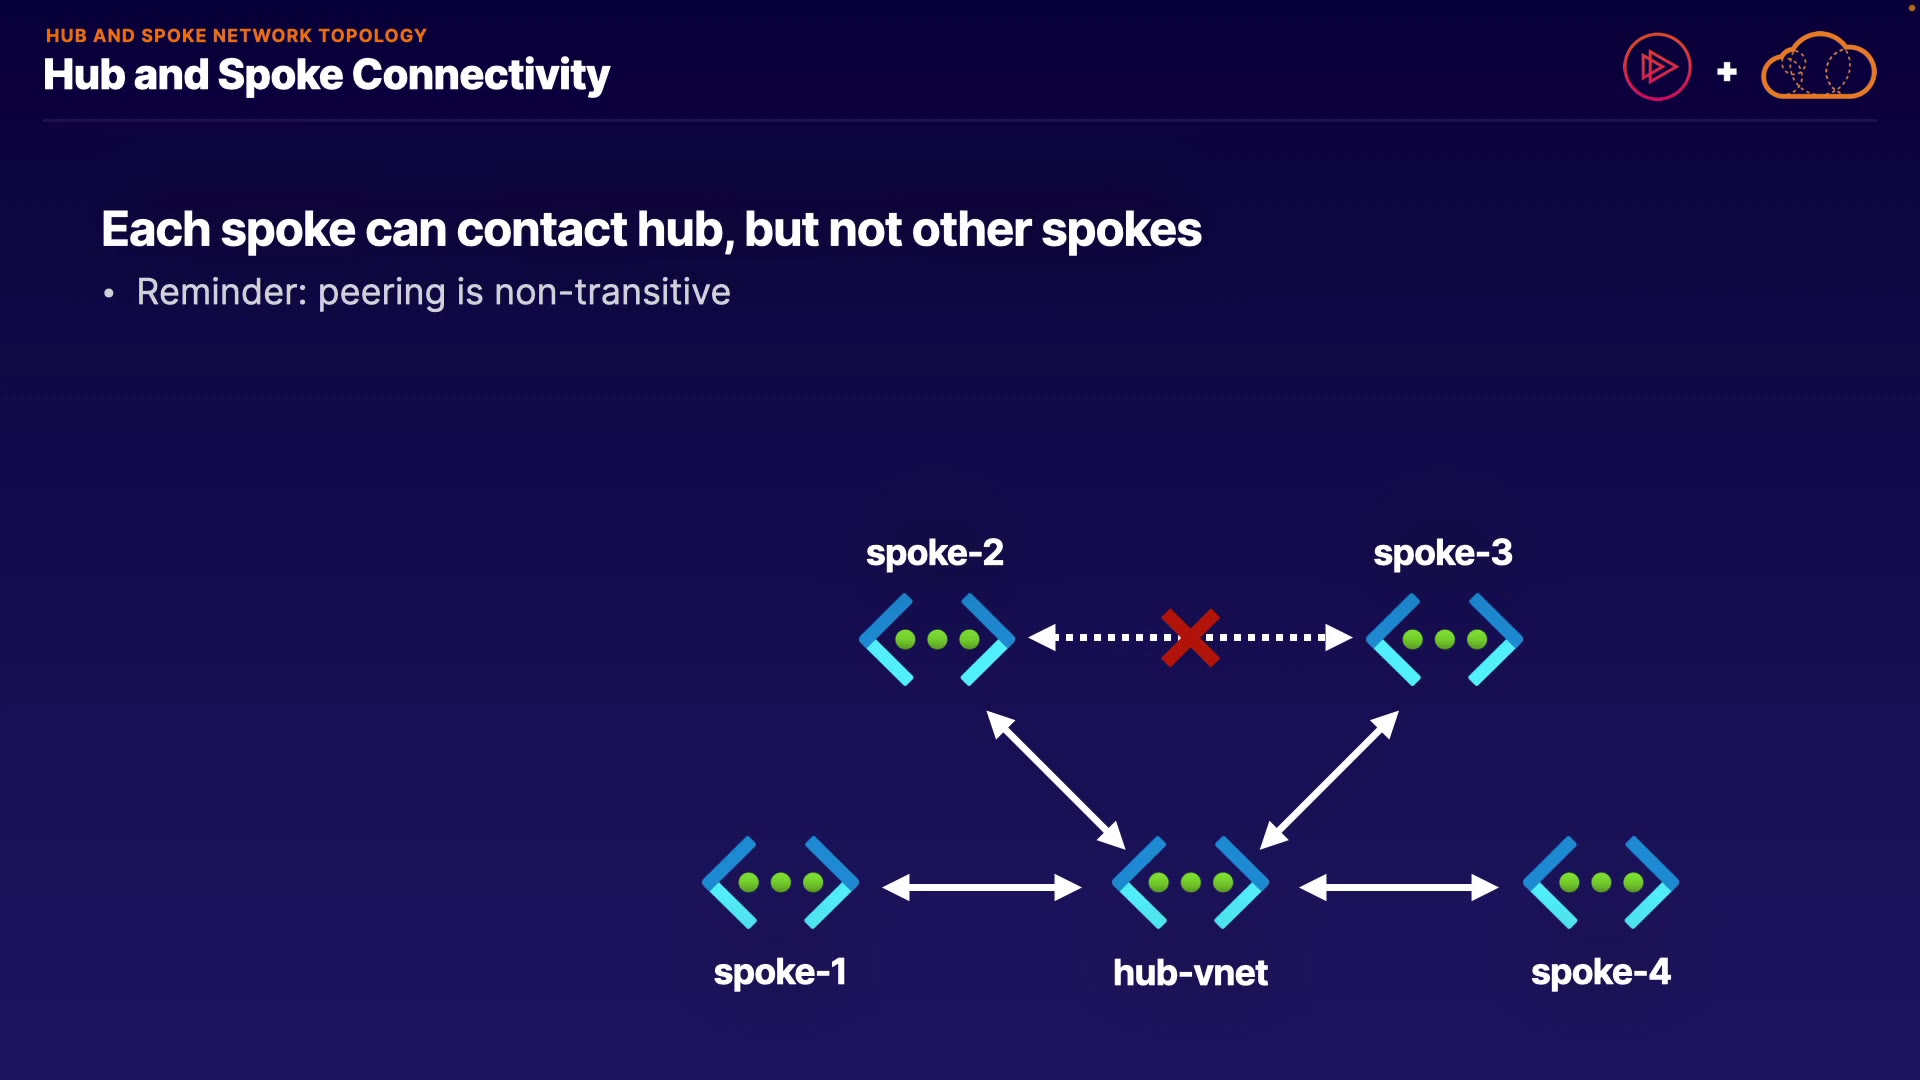 HUB AND SPOKE NETWORK TOPOLOGY
Hub and Spoke Connectivity
+
Each spoke can contact hub, but not other spokes
• Reminder: peering is non-transitive
spoke-2
spoke-3
spoke-1
hub-vnet
spoke-4